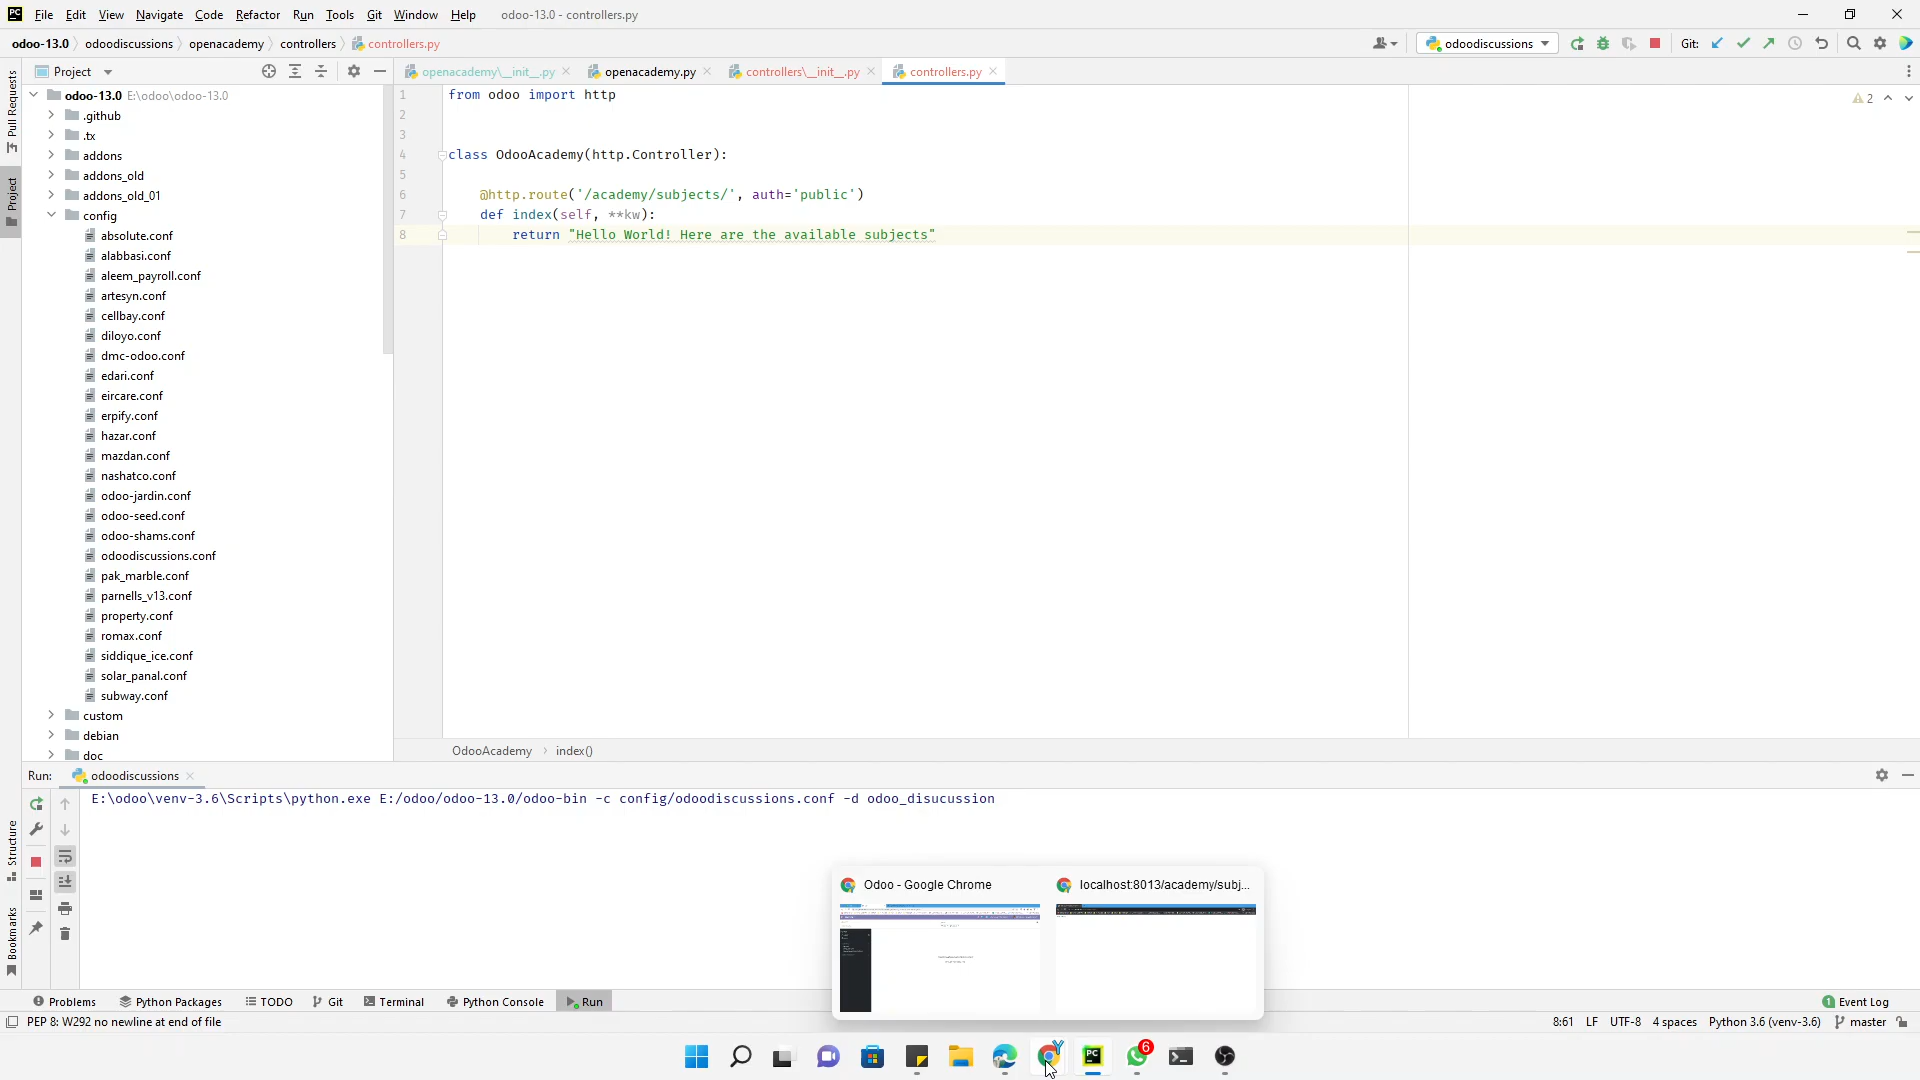 PC File Edit View Navigate Code Refactor Run Tools Git Window Help odoo-13.0 - controllers.py
odoo-13.0 odoodiscussions openacademy controllers controllers.py odoodiscussions Git:
Project openacademy\__init__.py openacademy.py controllers\__init__.py controllers.py
Pull Requests
Project
odoo-13.0 E:\odoo\odoo-13.0
.github
.tx
addons
addons_old
addons_old_01
config
absolute.conf
alabbasi.conf
aleem_payroll.conf
artesyn.conf
cellbay.conf
diloyo.conf
dmc-odoo.conf
edari.conf
eircare.conf
erpify.conf
hazar.conf
mazdan.conf
nashatco.conf
odoo-jardin.conf
odoo-seed.conf
odoo-shams.conf
odoodiscussions.conf
pak_marble.conf
parnells_v13.conf
property.conf
romax.conf
siddique_ice.conf
solar_panal.conf
subway.conf
custom
debian
doc
1 from odoo import http
2
3
4 class OdooAcademy(http.Controller):
5
6 @http.route('/academy/subjects/', auth='public')
7 def index(self, **kw):
8 return "Hello World! Here are the available subjects"
2
OdooAcademy index()
Run: odoodiscussions
E:\odoo\venv-3.6\Scripts\python.exe E:/odoo/odoo-13.0/odoo-bin -c config/odoodiscussions.conf -d odoo_disucussion
Structure
Bookmarks
Odoo - Google Chrome localhost:8013/academy/subj...
Problems Python Packages TODO Git Terminal Python Console Run 1 Event Log
PEP 8: W292 no newline at end of file 8:61 LF UTF-8 4 spaces Python 3.6 (venv-3.6) master
PC 6